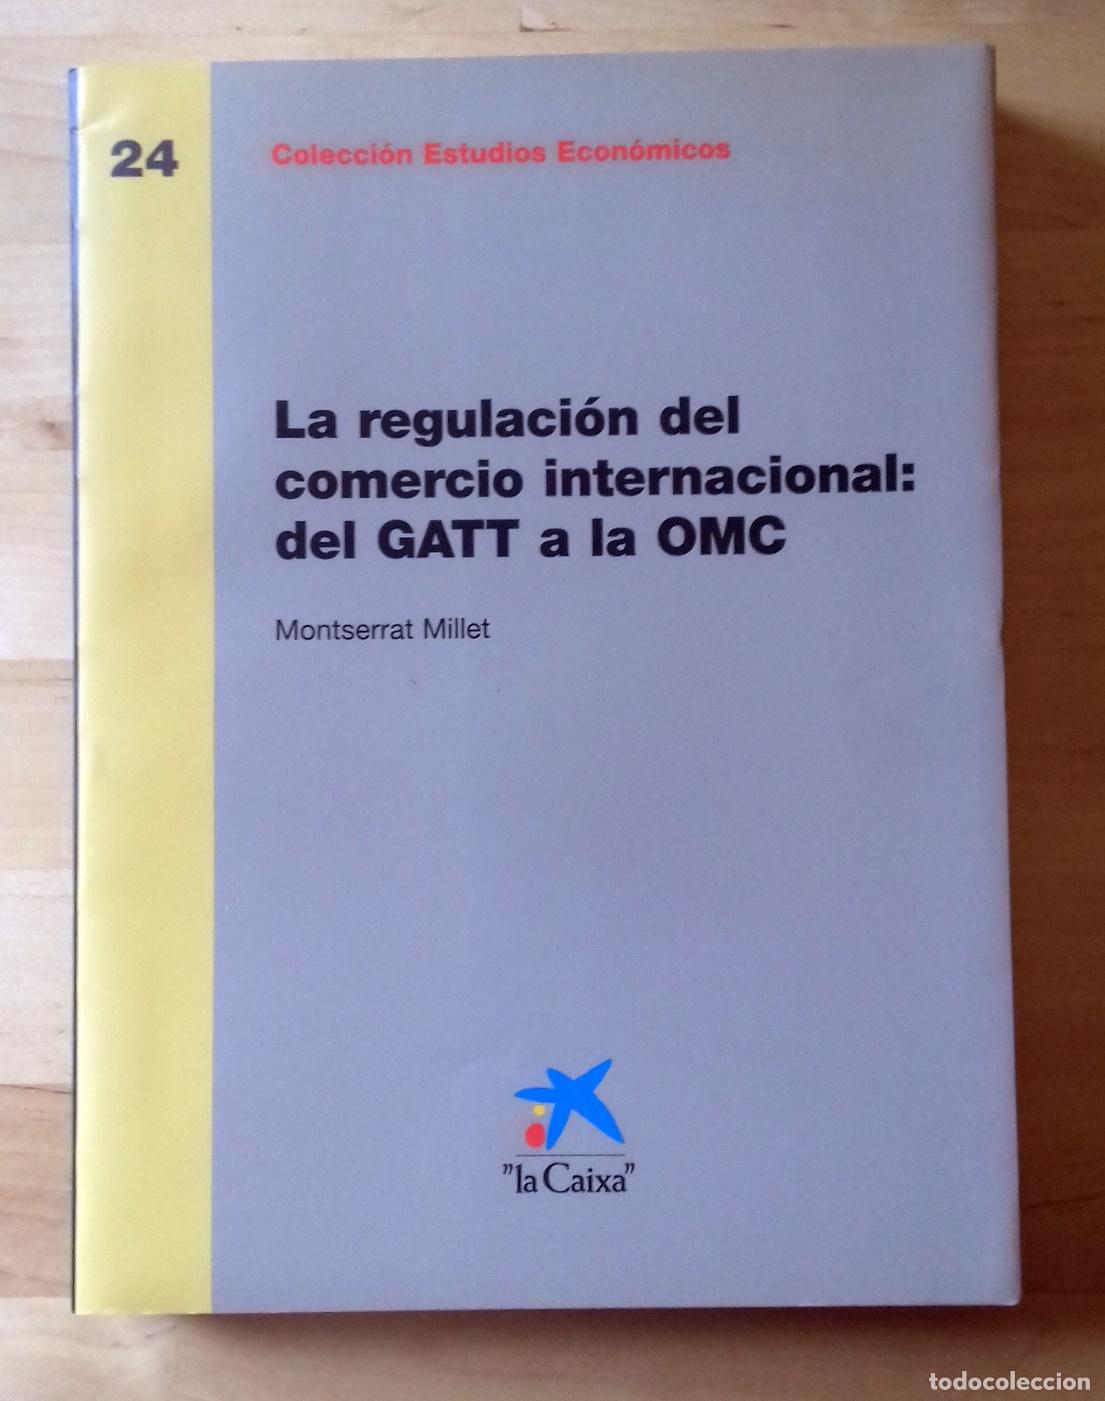 24
Colección Estudios Económicos
La regulación del
comercio internacional:
del GATT a la OMC
Montserrat Millet
"la Caixa"
todocoleccion